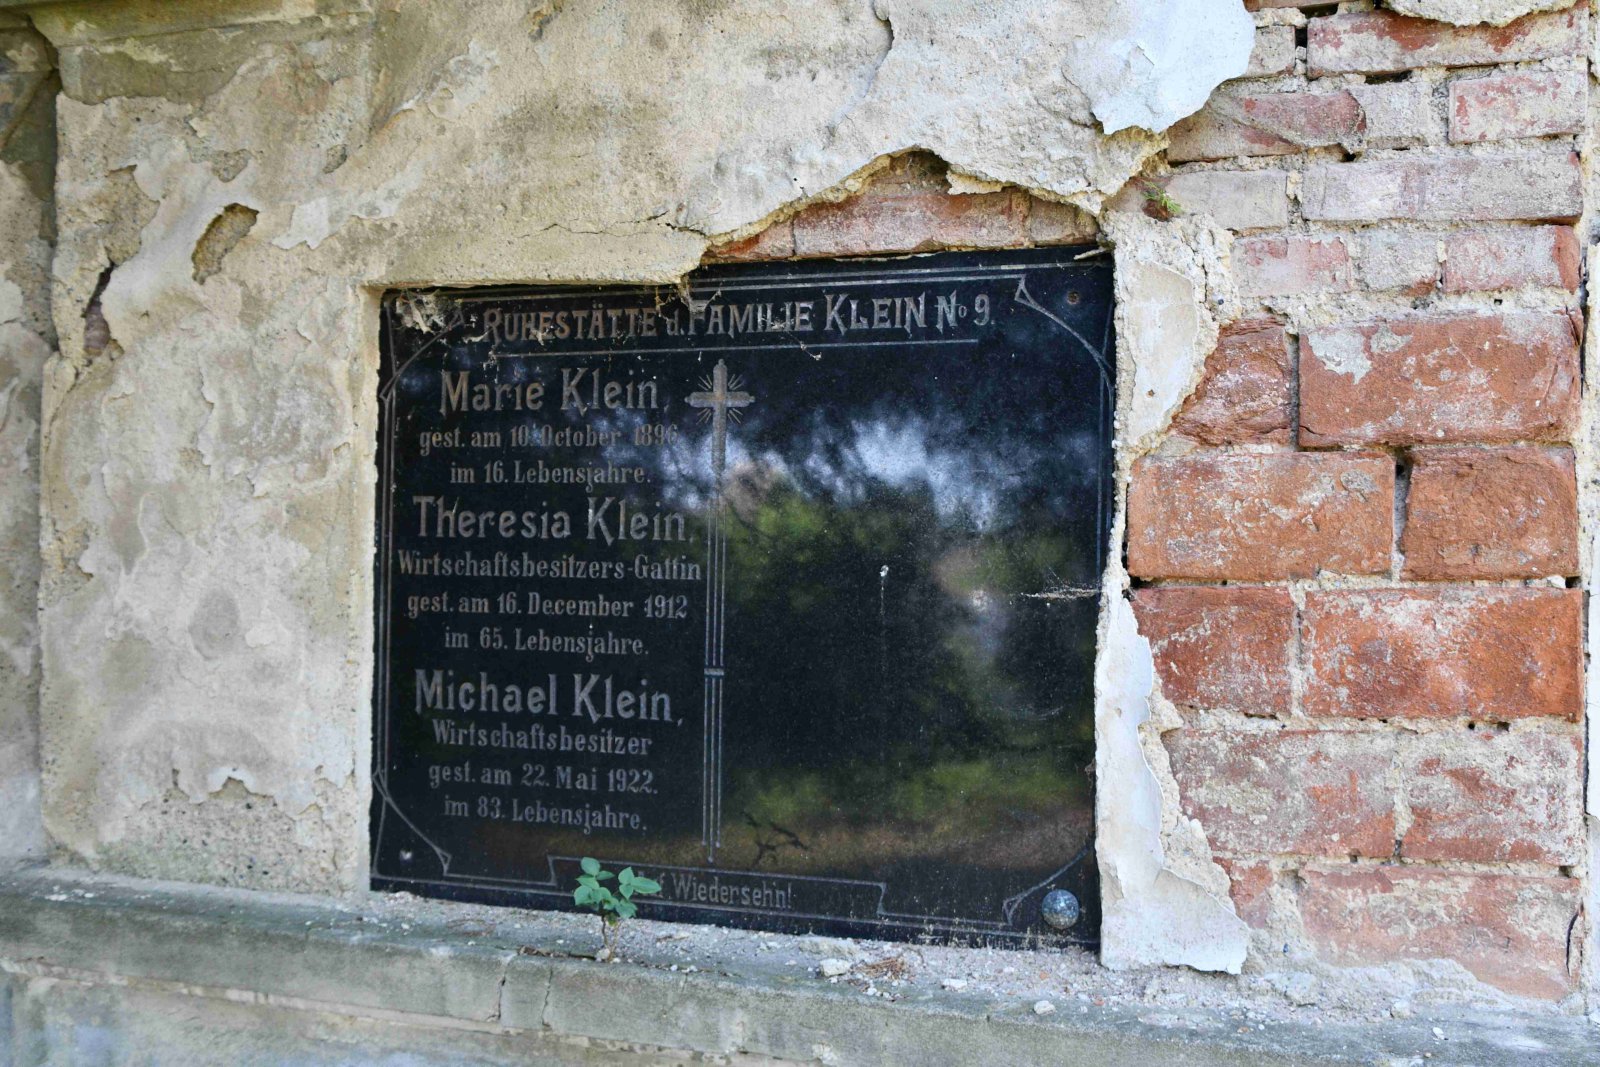 RUHESTÄTTE d. FAMILIE KLEIN No 9.
Marie Klein,
gest. am 10. October 1896
im 16. Lebensjahre.
Theresia Klein,
Wirtschaftsbesitzers-Gattin
gest. am 16. December 1912
im 65. Lebensjahre.
Michael Klein,
Wirtschaftsbesitzer
gest. am 22. Mai 1922.
im 83. Lebensjahre.
Wiedersehn!